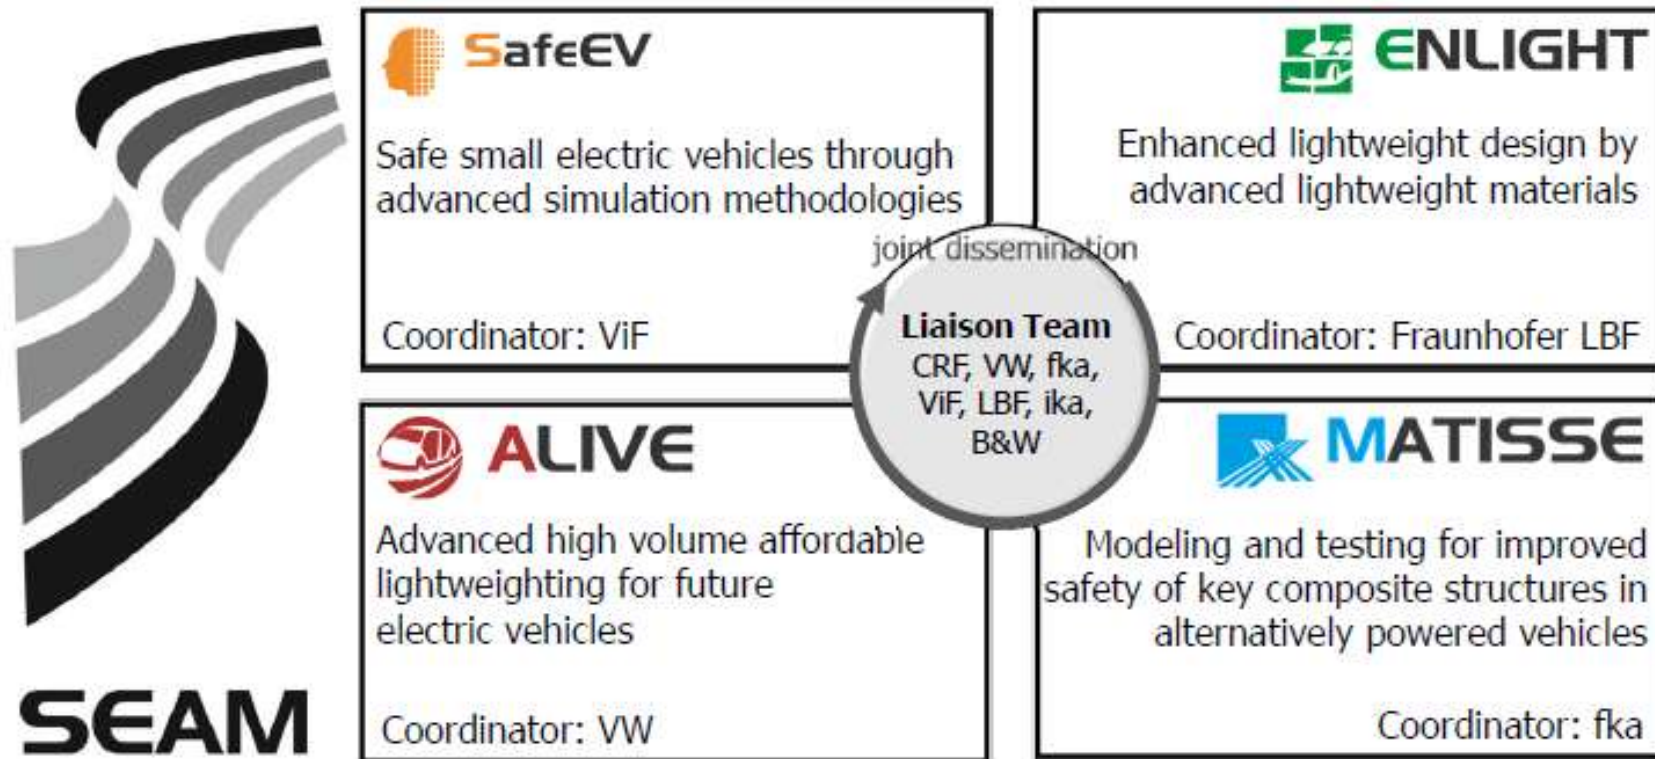 SafeEV
Safe small electric vehicles through
advanced simulation methodologies
Coordinator: ViF
ENLIGHT
Enhanced lightweight design by
advanced lightweight materials
Coordinator: Fraunhofer LBF
joint dissemination
Liaison Team
CRF, VW, fka,
ViF, LBF, ika,
B&W
ALIVE
Advanced high volume affordable
lightweighting for future
electric vehicles
Coordinator: VW
MATISSE
Modeling and testing for improved
safety of key composite structures in
alternatively powered vehicles
Coordinator: fka
SEAM